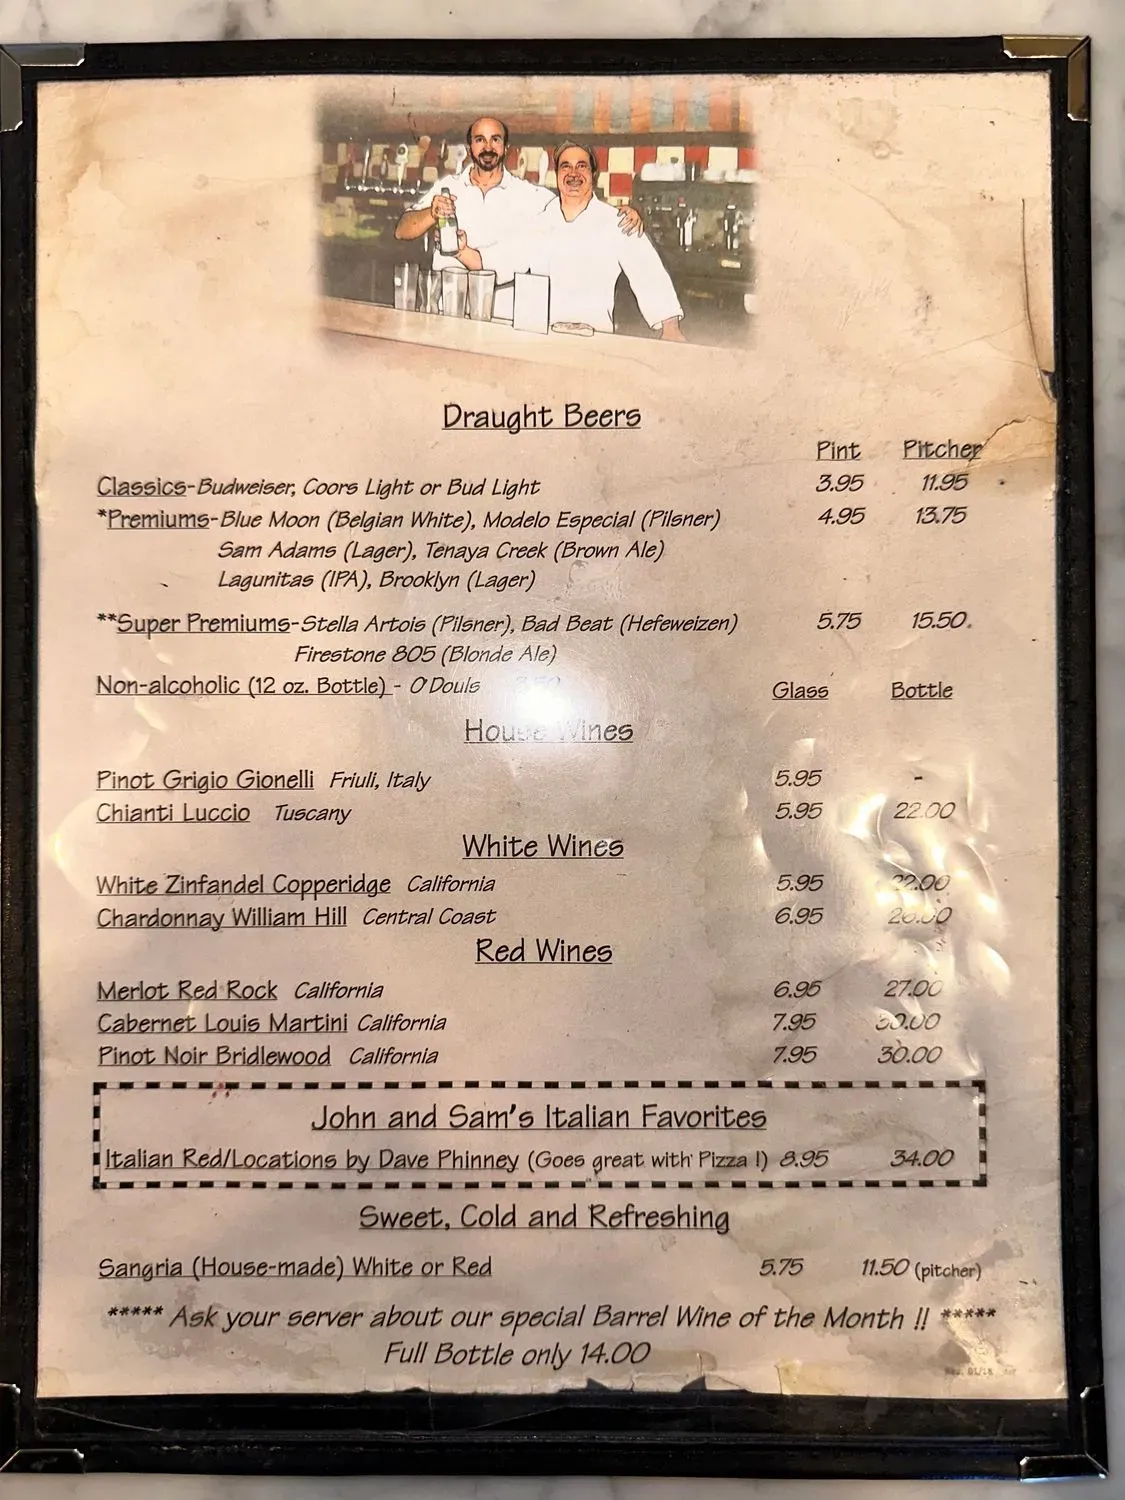 Draught Beers
Pint Pitcher
Classics-Budweiser, Coors Light or Bud Light 3.95 11.95
*Premiums-Blue Moon (Belgian White), Modelo Especial (Pilsner) 4.95 13.75
Sam Adams (Lager), Tenaya Creek (Brown Ale)
Lagunitas (IPA), Brooklyn (Lager)
**Super Premiums-Stella Artois (Pilsner), Bad Beat (Hefeweizen) 5.75 15.50
Firestone 805 (Blonde Ale)
Non-alcoholic (12 oz. Bottle) - O'Douls
Glass Bottle
House Wines
Pinot Grigio Gionelli Friuli, Italy 5.95 -
Chianti Luccio Tuscany 5.95 22.00
White Wines
White Zinfandel Copperidge California 5.95 22.00
Chardonnay William Hill Central Coast 6.95
Red Wines
Merlot Red Rock California 6.95 27.00
Cabernet Louis Martini California 7.95 30.00
Pinot Noir Bridlewood California 7.95 30.00
John and Sam's Italian Favorites
Italian Red/Locations by Dave Phinney (Goes great with Pizza !) 8.95 34.00
Sweet, Cold and Refreshing
Sangria (House-made) White or Red 5.75 11.50 (pitcher)
***** Ask your server about our special Barrel Wine of the Month !! *****
Full Bottle only 14.00